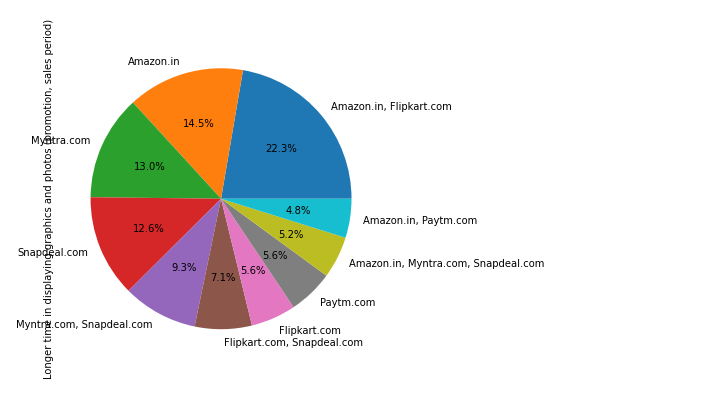 Longer time in displaying graphics and photos (promotion, sales period)
Amazon.in
Amazon.in, Flipkart.com
14.5%
22.3%
Myntra.com
13.0%
12.6%
4.8%
Amazon.in, Paytm.com
5.2%
Snapdeal.com
5.6%
Amazon.in, Myntra.com, Snapdeal.com
9.3%
5.6%
7.1%
Paytm.com
Myntra.com, Snapdeal.com
Flipkart.com
Flipkart.com, Snapdeal.com